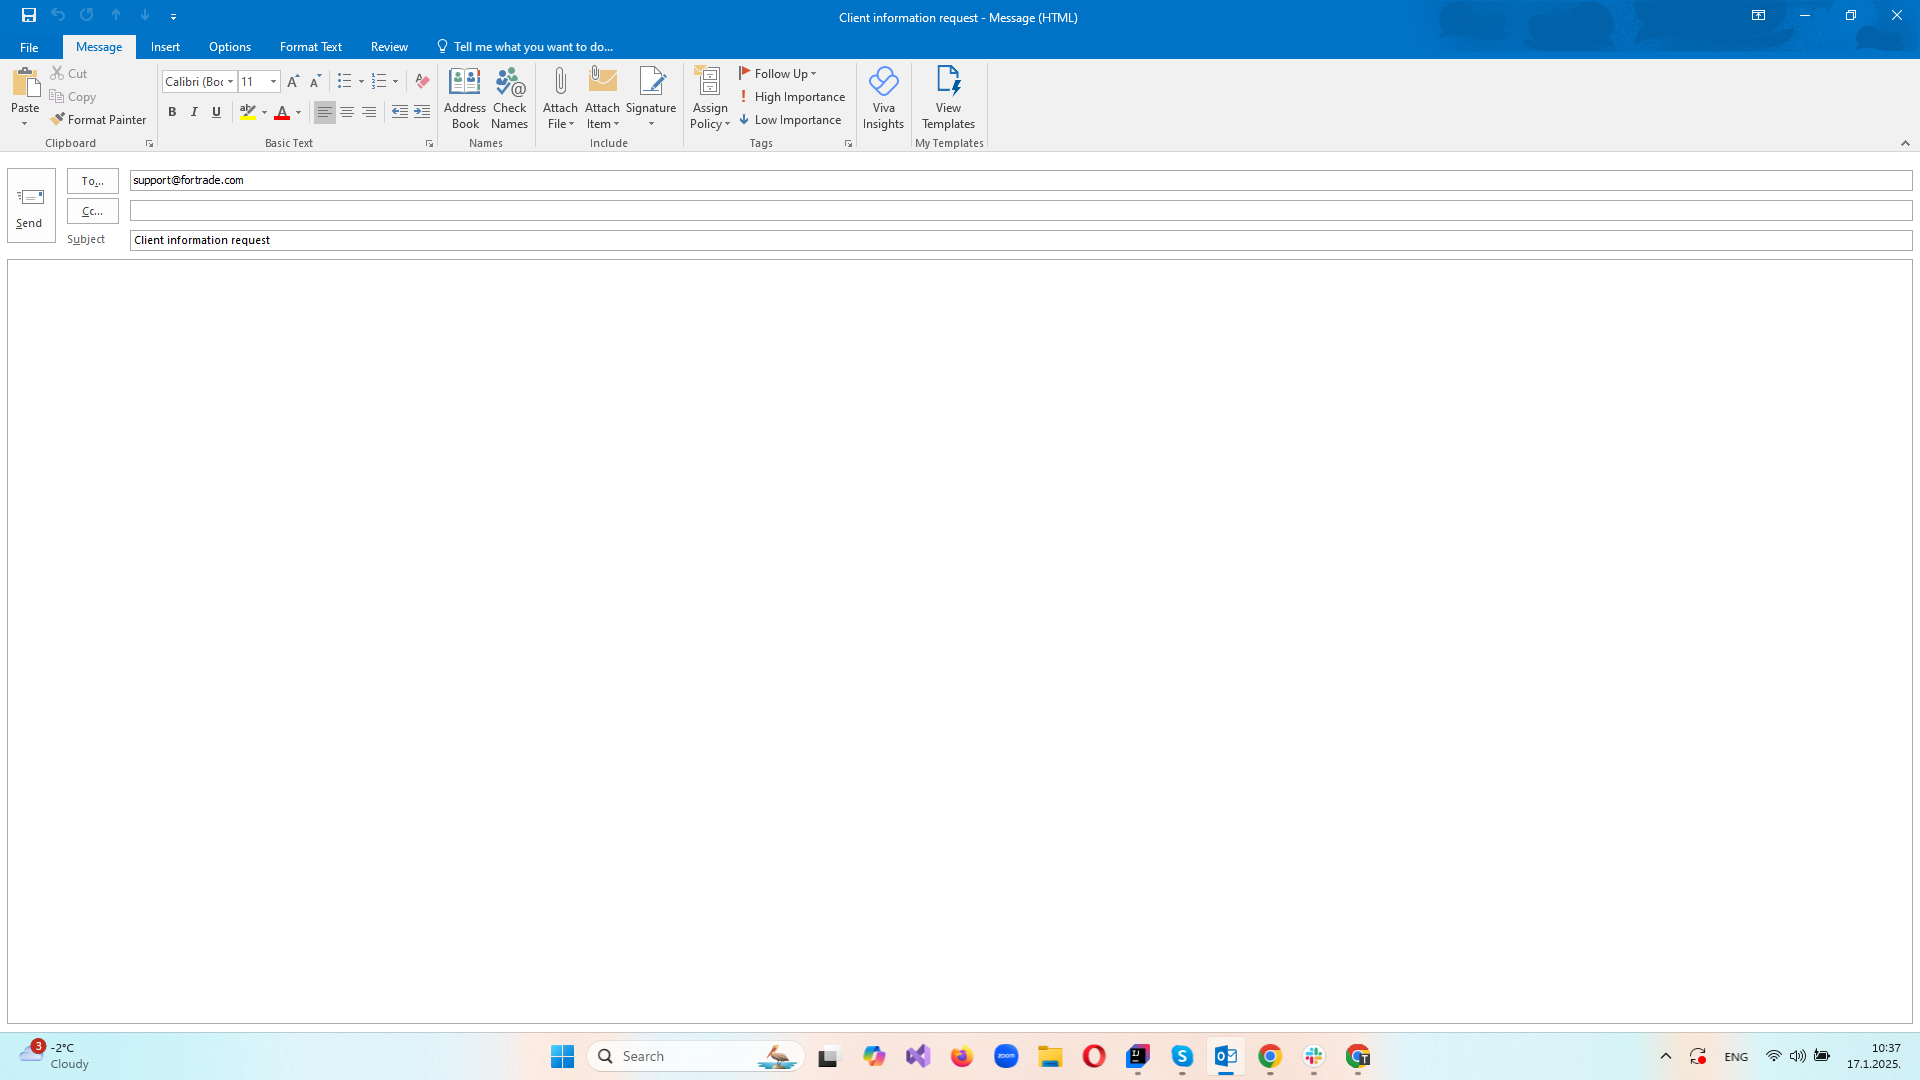 Client information request - Message (HTML)
File Message Insert Options Format Text Review Tell me what you want to do...
Paste
Cut
Copy
Format Painter
Clipboard
Calibri (Boc 11
B I U
Basic Text
Address Book
Check Names
Names
Attach File
Attach Item
Signature
Include
Assign Policy
Follow Up
High Importance
Low Importance
Tags
Viva Insights
View Templates
My Templates
Send
To... support@fortrade.com
Cc...
Subject Client information request
3
-2°C
Cloudy
Search
zoom
ENG
10:37
17.1.2025.